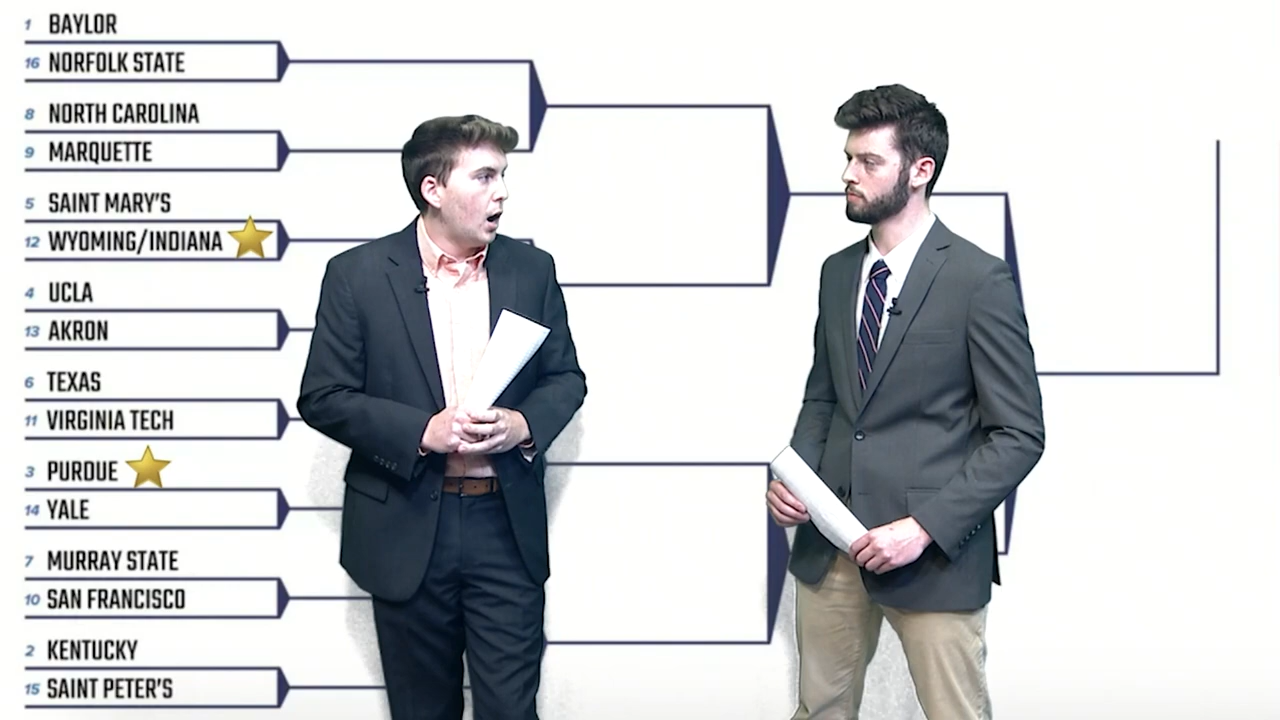 1 BAYLOR
16 NORFOLK STATE
8 NORTH CAROLINA
9 MARQUETTE
5 SAINT MARY'S
12 WYOMING/INDIANA
4 UCLA
13 AKRON
6 TEXAS
11 VIRGINIA TECH
3 PURDUE
14 YALE
7 MURRAY STATE
10 SAN FRANCISCO
2 KENTUCKY
15 SAINT PETER'S